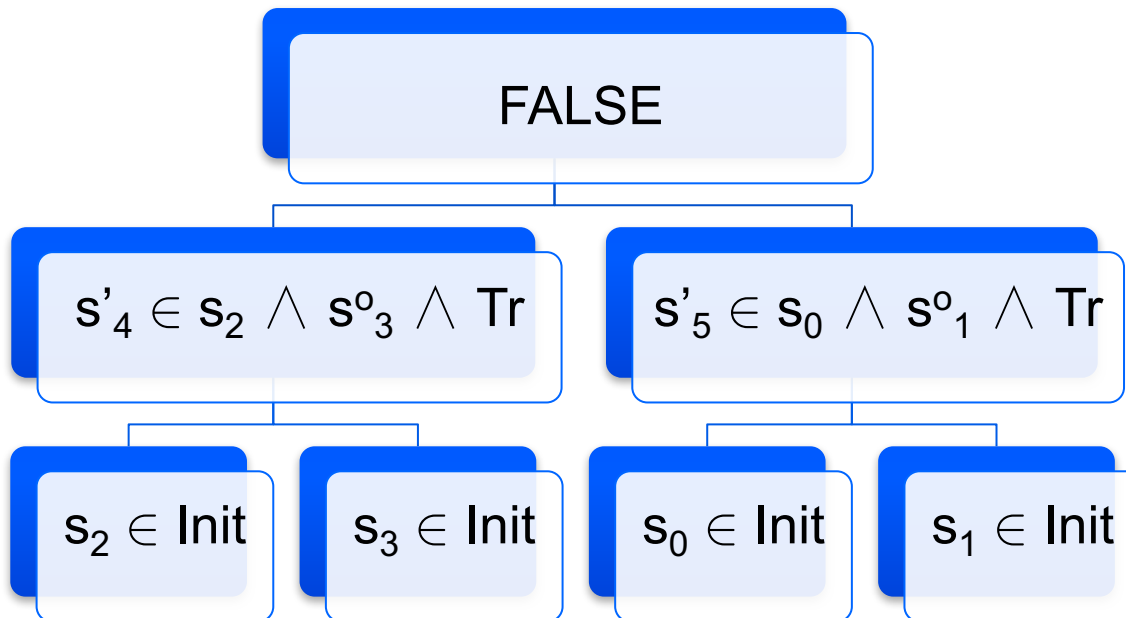 FALSE
s’₄ ∈ s₂ ∧ sᵒ₃ ∧ Tr
s’₅ ∈ s₀ ∧ sᵒ₁ ∧ Tr
s₂ ∈ Init
s₃ ∈ Init
s₀ ∈ Init
s₁ ∈ Init